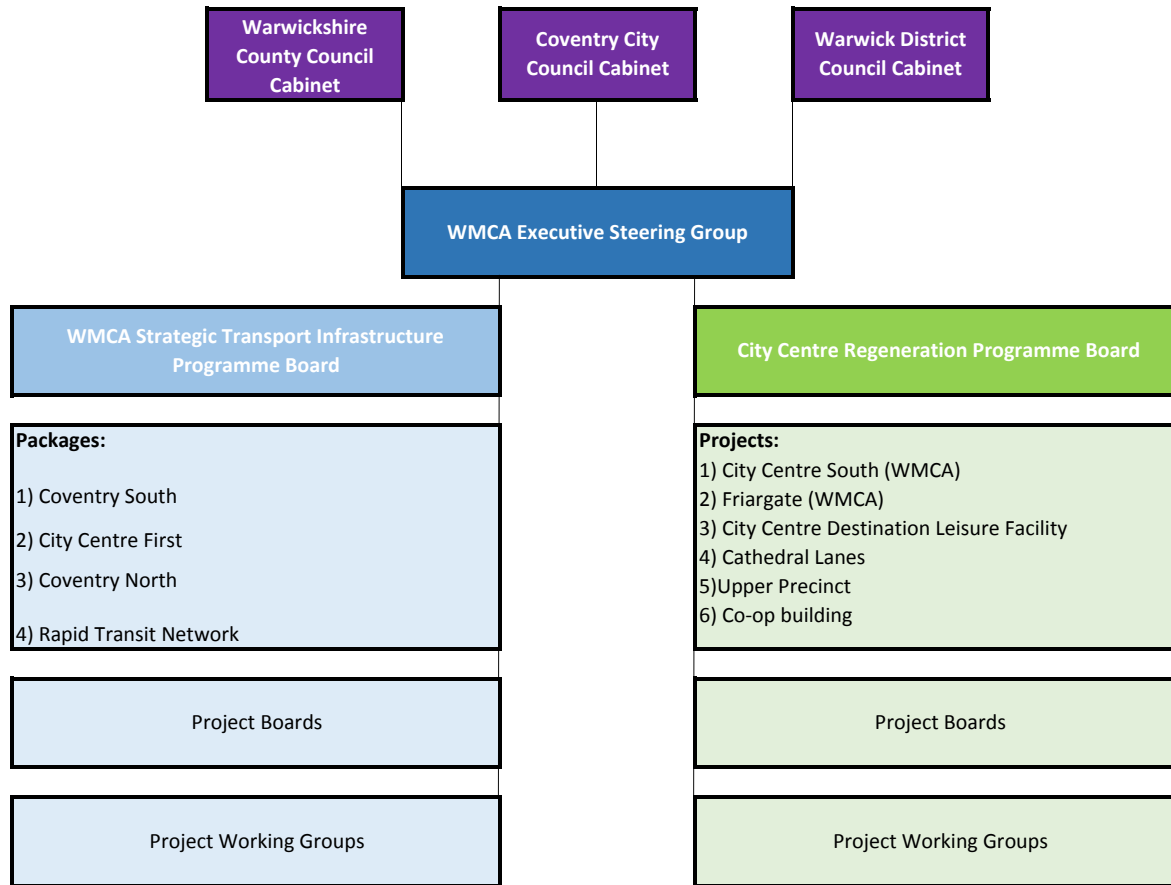 Warwickshire
County Council
Cabinet
Coventry City
Council Cabinet
Warwick District
Council Cabinet
WMCA Executive Steering Group
WMCA Strategic Transport Infrastructure
Programme Board
City Centre Regeneration Programme Board
Packages:
1) Coventry South
2) City Centre First
3) Coventry North
4) Rapid Transit Network
Projects:
1) City Centre South (WMCA)
2) Friargate (WMCA)
3) City Centre Destination Leisure Facility
4) Cathedral Lanes
5)Upper Precinct
6) Co-op building
Project Boards
Project Boards
Project Working Groups
Project Working Groups